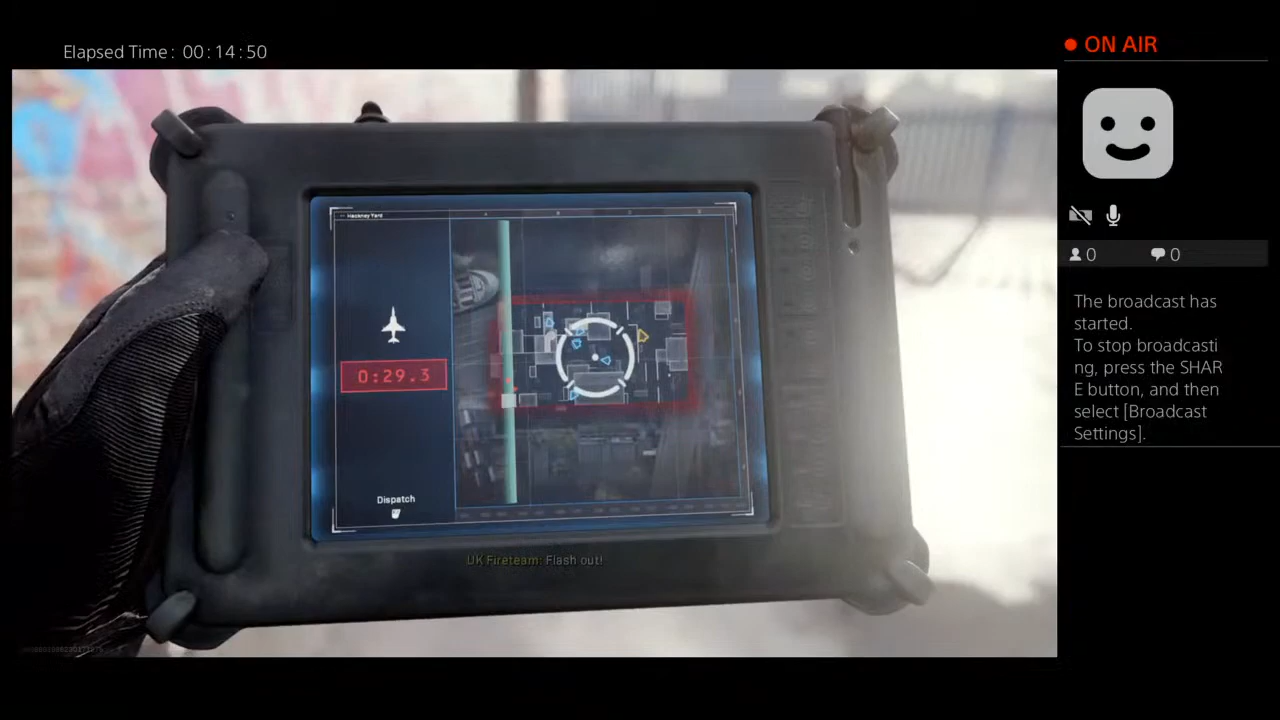 Elapsed Time: 00:14:50
ON AIR
Hackney Yard
0:29.3
Dispatch
UK Fireteam: Flash out!
0
0
The broadcast has
started.
To stop broadcasti
ng, press the SHAR
E button, and then
select [Broadcast
Settings].